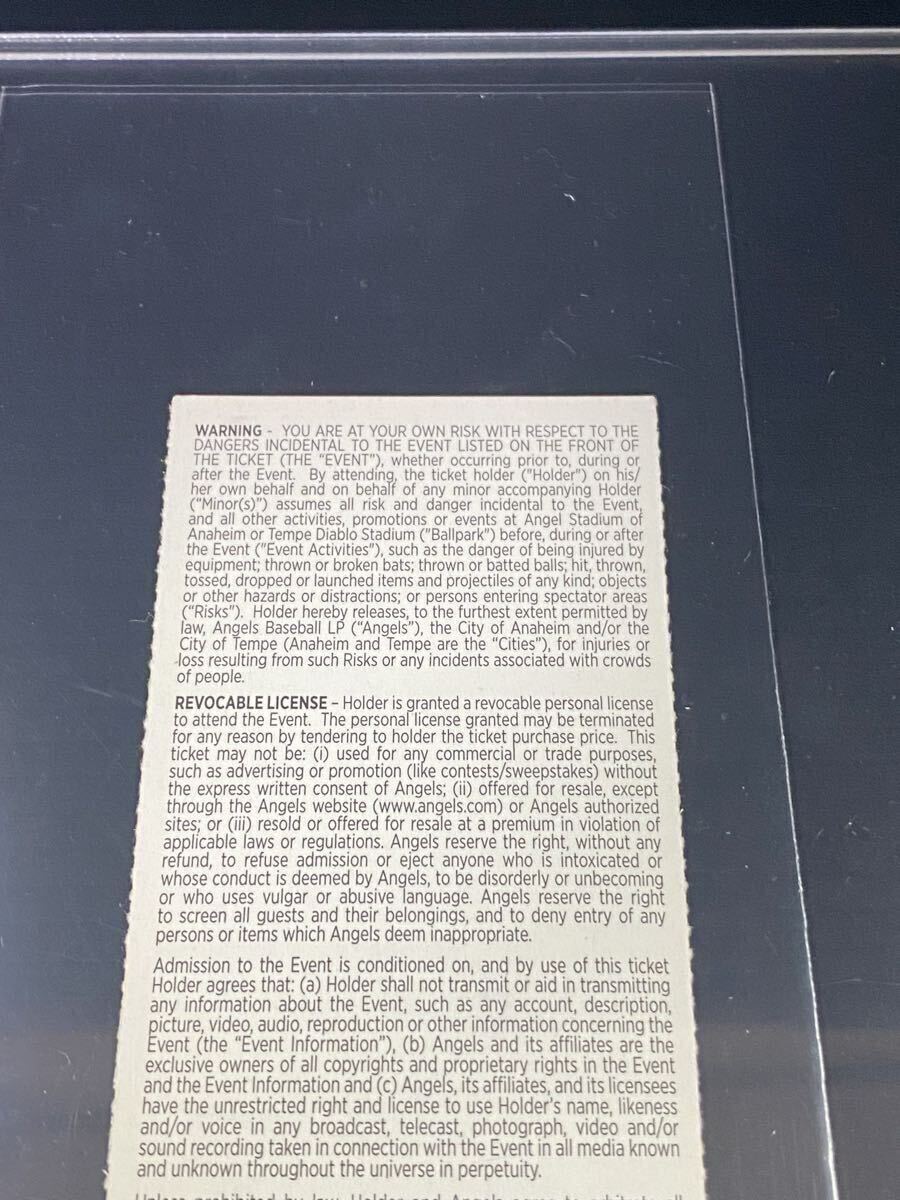 WARNING - YOU ARE AT YOUR OWN RISK WITH RESPECT TO THE
DANGERS INCIDENTAL TO THE EVENT LISTED ON THE FRONT OF
THE TICKET (THE “EVENT”), whether occurring prior to, during or
after the Event. By attending, the ticket holder ("Holder") on his/
her own behalf and on behalf of any minor accompanying Holder
(“Minor(s)”) assumes all risk and danger incidental to the Event,
and all other activities, promotions or events at Angel Stadium of
Anaheim or Tempe Diablo Stadium ("Ballpark") before, during or after
the Event ("Event Activities"), such as the danger of being injured by
equipment; thrown or broken bats; thrown or batted balls; hit, thrown,
tossed, dropped or launched items and projectiles of any kind; objects
or other hazards or distractions; or persons entering spectator areas
(“Risks”). Holder hereby releases, to the furthest extent permitted by
law, Angels Baseball LP (“Angels”), the City of Anaheim and/or the
City of Tempe (Anaheim and Tempe are the “Cities”), for injuries or
loss resulting from such Risks or any incidents associated with crowds
of people.
REVOCABLE LICENSE – Holder is granted a revocable personal license
to attend the Event. The personal license granted may be terminated
for any reason by tendering to holder the ticket purchase price. This
ticket may not be: (i) used for any commercial or trade purposes,
such as advertising or promotion (like contests/sweepstakes) without
the express written consent of Angels; (ii) offered for resale, except
through the Angels website (www.angels.com) or Angels authorized
sites; or (iii) resold or offered for resale at a premium in violation of
applicable laws or regulations. Angels reserve the right, without any
refund, to refuse admission or eject anyone who is intoxicated or
whose conduct is deemed by Angels, to be disorderly or unbecoming
or who uses vulgar or abusive language. Angels reserve the right
to screen all guests and their belongings, and to deny entry of any
persons or items which Angels deem inappropriate.
Admission to the Event is conditioned on, and by use of this ticket
Holder agrees that: (a) Holder shall not transmit or aid in transmitting
any information about the Event, such as any account, description,
picture, video, audio, reproduction or other information concerning the
Event (the “Event Information”), (b) Angels and its affiliates are the
exclusive owners of all copyrights and proprietary rights in the Event
and the Event Information and (c) Angels, its affiliates, and its licensees
have the unrestricted right and license to use Holder’s name, likeness
and/or voice in any broadcast, telecast, photograph, video and/or
sound recording taken in connection with the Event in all media known
and unknown throughout the universe in perpetuity.
Unless prohibited by law, Holder and Angels agree to arbitrate all